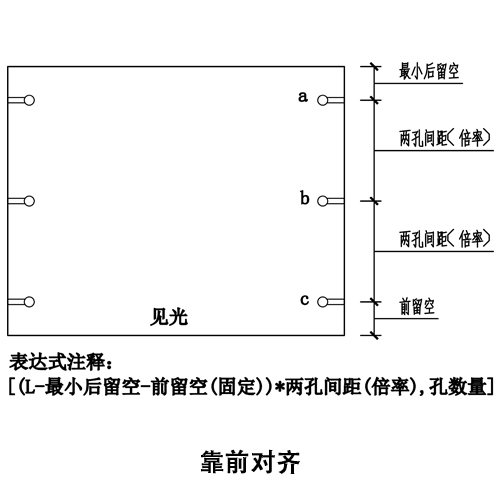 最小后留空
a
两孔间距(倍率)
b
两孔间距(倍率)
c
前留空
见光
表达式注释:
[(L-最小后留空-前留空(固定))*两孔间距(倍率),孔数量]
靠前对齐